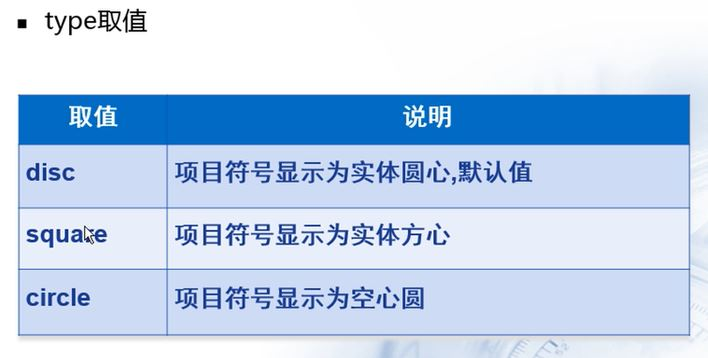 type取值
取值 说明
disc 项目符号显示为实体圆心,默认值
square 项目符号显示为实体方心
circle 项目符号显示为空心圆